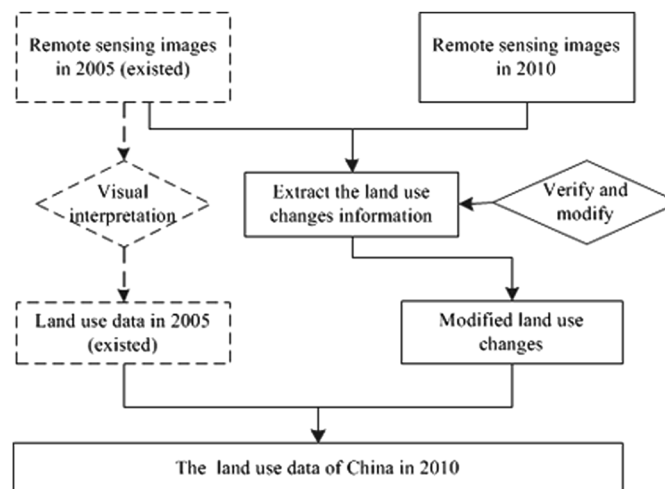 Remote sensing images
in 2005 (existed)
Remote sensing images
in 2010
Visual
interpretation
Extract the land use
changes information
Verify and
modify
Land use data in 2005
(existed)
Modified land use
changes
The land use data of China in 2010